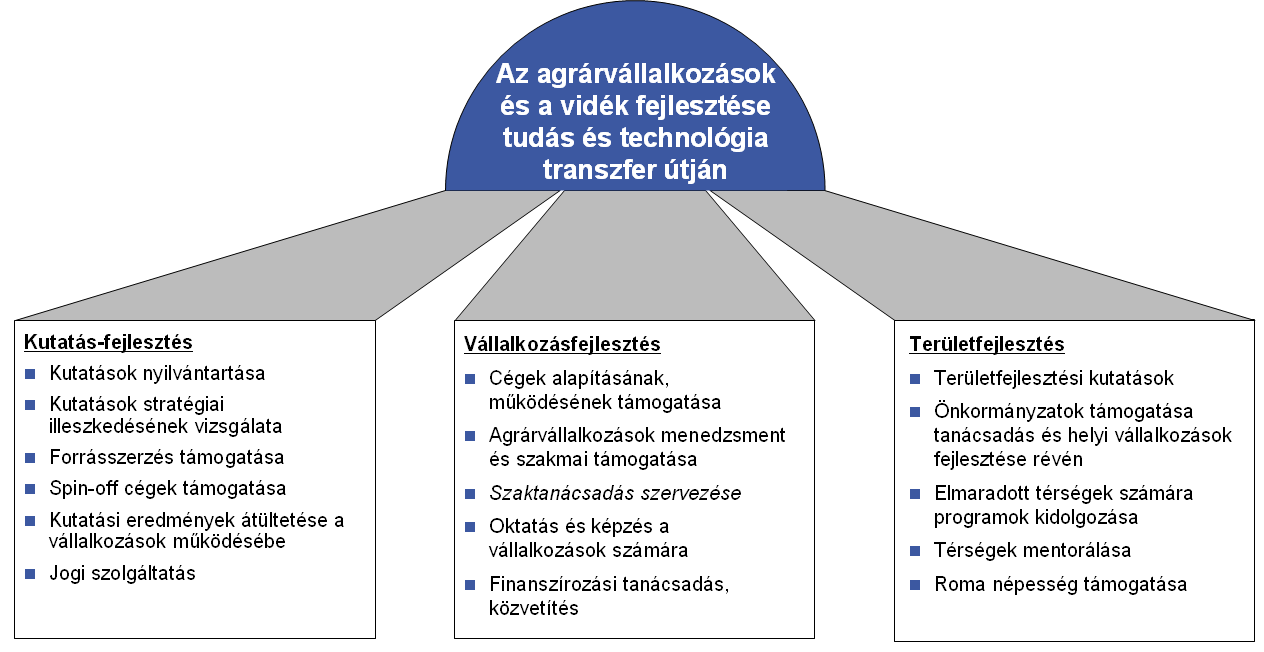 Az agrárvállalkozások
és a vidék fejlesztése
tudás és technológia
transzfer útján
Kutatás-fejlesztés
Kutatások nyilvántartása
Kutatások stratégiai
illeszkedésének vizsgálata
Forrásszerzés támogatása
Spin-off cégek támogatása
Kutatási eredmények átültetése a
vállalkozások működésébe
Jogi szolgáltatás
Vállalkozásfejlesztés
Cégek alapításának,
működésének támogatása
Agrárvállalkozások menedzsment
és szakmai támogatása
Szaktanácsadás szervezése
Oktatás és képzés a
vállalkozások számára
Finanszírozási tanácsadás,
közvetítés
Területfejlesztés
Területfejlesztési kutatások
Önkormányzatok támogatása
tanácsadás és helyi vállalkozások
fejlesztése révén
Elmaradott térségek számára
programok kidolgozása
Térségek mentorálása
Roma népesség támogatása